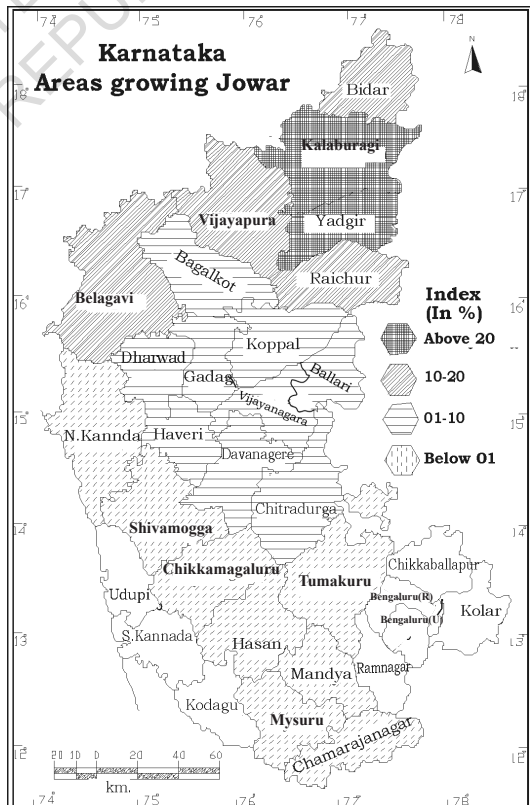 REPU
74°
75°
76°
77°
78°
Karnataka
Areas growing Jowar
N
Bidar
18°
18°
Kalaburagi
17°
17°
Vijayapura
Yadgir
Bagalkot
Raichur
Belagavi
16°
16°
Index
(In %)
Above 20
Koppal
Dharwad
Gadag
Ballari
10-20
Vijayanagara
01-10
15°
15
N.Kannda
Haveri
Davanagere
Below 01
Chitradurga
14°
14
Shivamogga
Chikkamagaluru
Tumakuru
Chikkaballapur
Udupi
Bengaluru(R)
Bengaluru(U)
Kolar
13
13°
S.Kannada
Hasan
Mandya
Ramnagar
Kodagu
Mysuru
Chamarajanagar
12
12°
20 10 0 20 40 60
km.
74°
75°
76
77
78